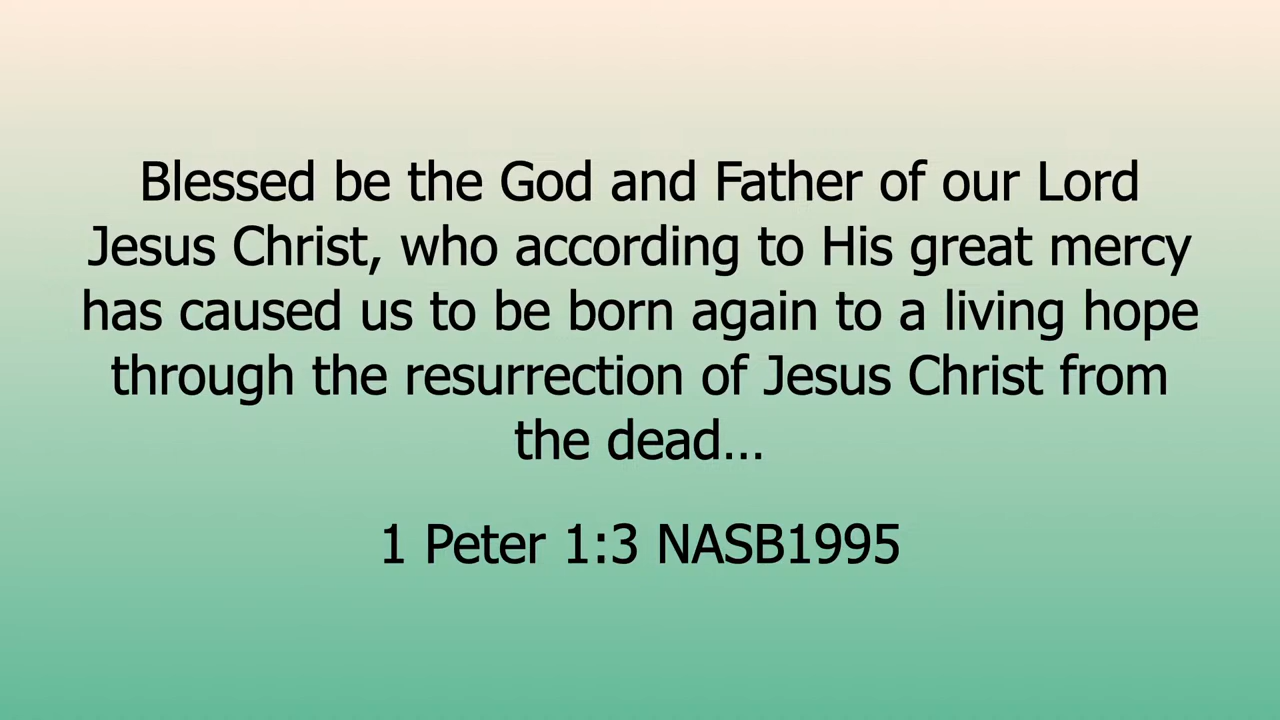 Blessed be the God and Father of our Lord
Jesus Christ, who according to His great mercy
has caused us to be born again to a living hope
through the resurrection of Jesus Christ from
the dead...
1 Peter 1:3 NASB1995